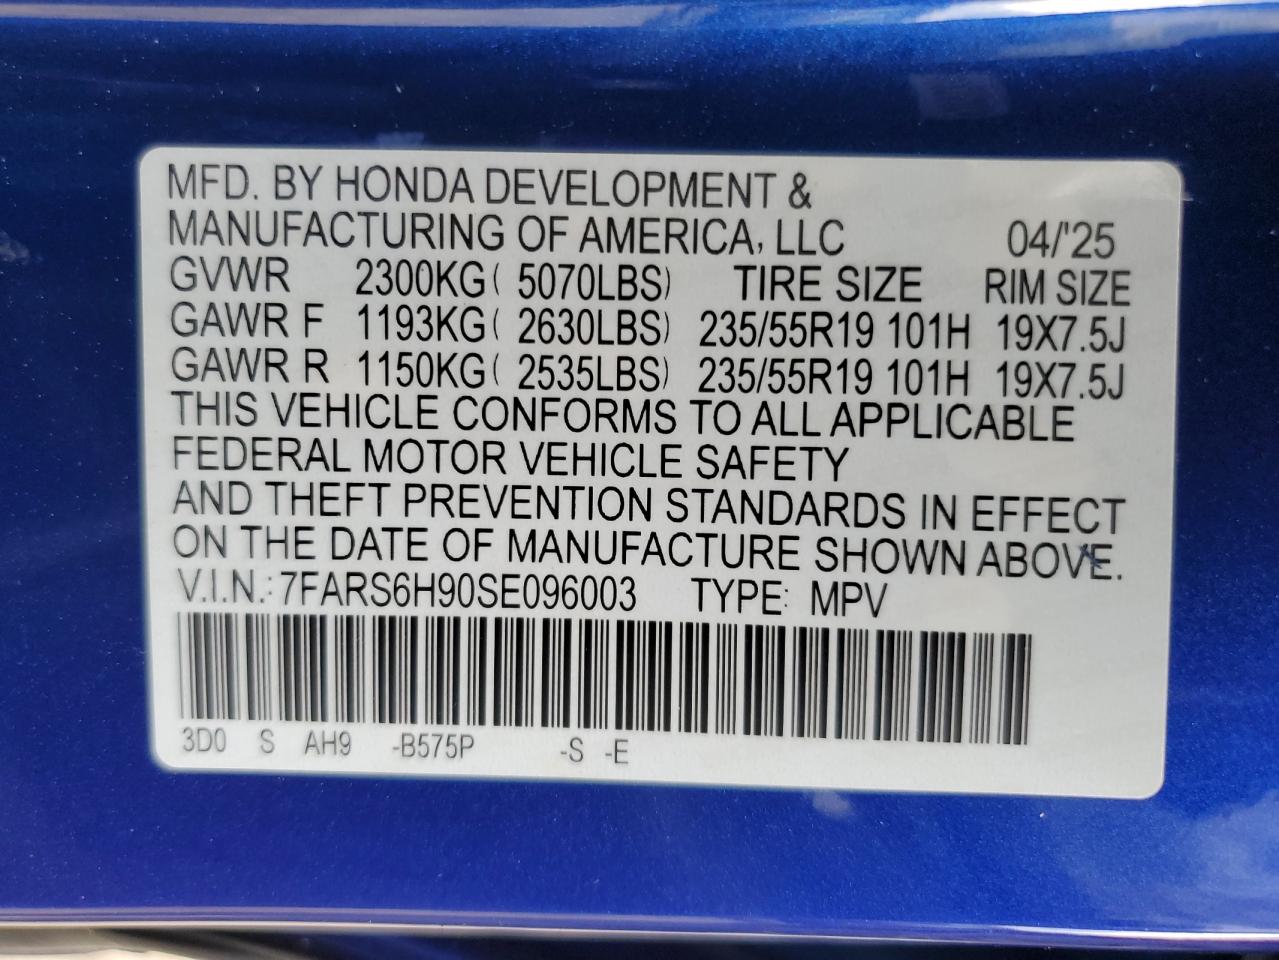 MFD. BY HONDA DEVELOPMENT &
MANUFACTURING OF AMERICA, LLC 04/'25
GVWR 2300KG( 5070LBS) TIRE SIZE RIM SIZE
GAWR F 1193KG( 2630LBS) 235/55R19 101H 19X7.5J
GAWR R 1150KG( 2535LBS) 235/55R19 101H 19X7.5J
THIS VEHICLE CONFORMS TO ALL APPLICABLE
FEDERAL MOTOR VEHICLE SAFETY
AND THEFT PREVENTION STANDARDS IN EFFECT
ON THE DATE OF MANUFACTURE SHOWN ABOVE.
V.I.N.: 7FARS6H90SE096003 TYPE: MPV
3D0 S AH9 -B575P -S -E